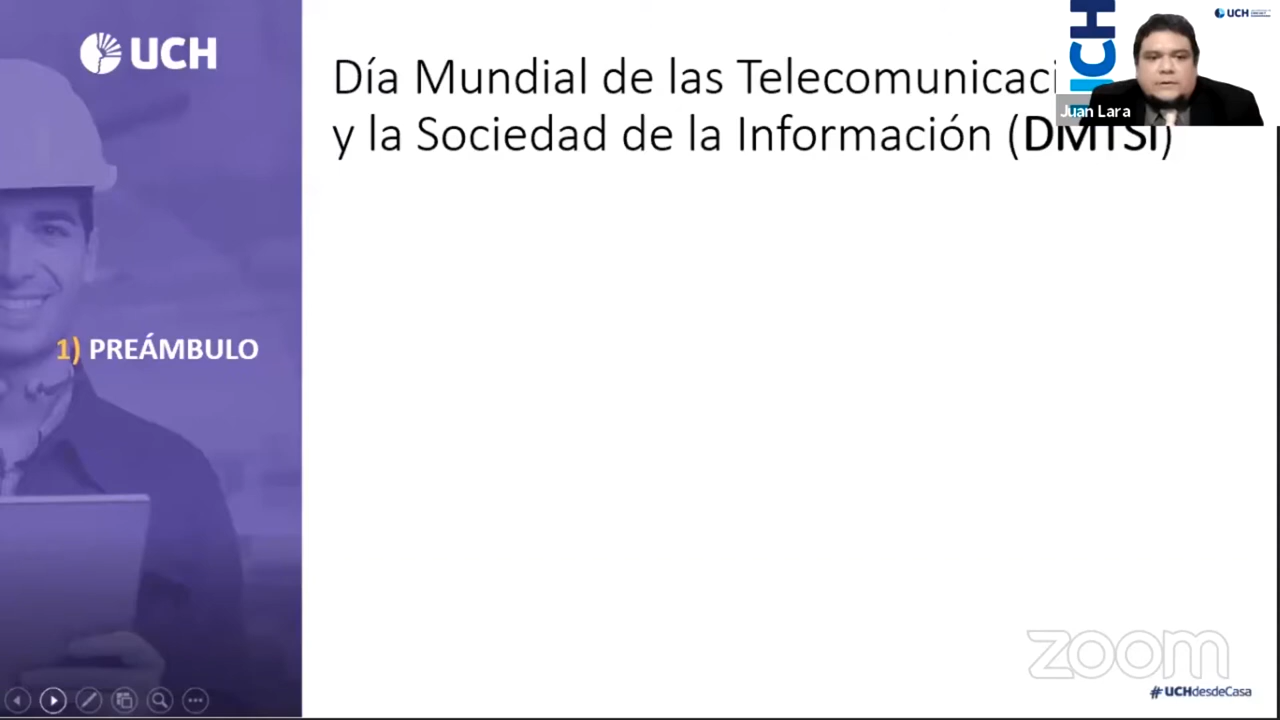 UCH
Día Mundial de las Telecomunicaci
y la Sociedad de la Información (DMTSI)
UCH
UCH
Juan Lara
1) PREÁMBULO
zoom
#UCHdesdeCasa